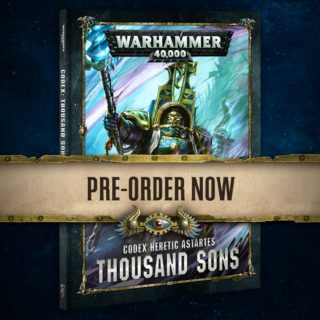 WARHAMMER
40,000
CODEX: THOUSAND SONS
PRE-ORDER NOW
CODEX HERETIC ASTARTES
THOUSAND SONS